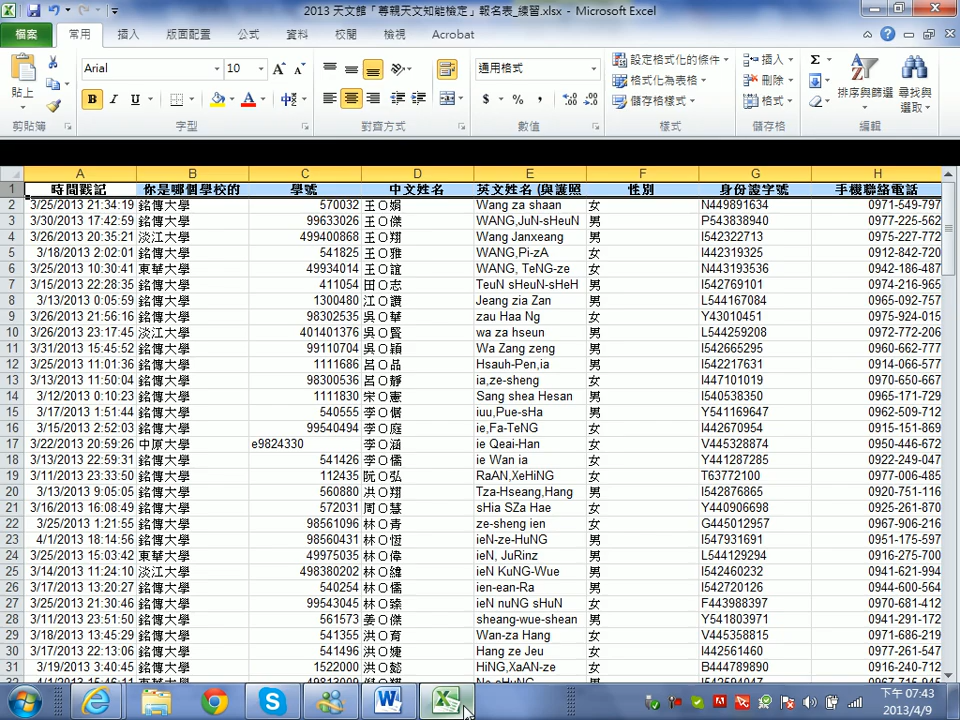 2013 天文館「尊親天文知能檢定」報名表_練習.xlsx - Microsoft Excel
檔案 常用 插入 版面配置 公式 資料 校閱 檢視 Acrobat
Arial 10 通用格式 設定格式化的條件 插入
貼上 格式化為表格 刪除 排序與篩選 尋找與選取
儲存格樣式 格式
剪貼簿 字型 對齊方式 數值 樣式 儲存格 編輯
A B C D E F G H
1 時間戳記 你是哪個學校的 學號 中文姓名 英文姓名 (與護照 性別 身份證字號 手機聯絡電話
2 3/25/2013 21:34:19 銘傳大學 570032 王○娟 Wang za shaan 女 N449891634 0971-549-797
3 3/30/2013 17:42:59 銘傳大學 99633026 王○傑 WANG,JuN-sHeuN 男 P543838940 0977-225-562
4 3/26/2013 20:35:21 淡江大學 499400868 王○翔 Wang Janxeang 男 I542322713 0975-227-772
5 3/18/2013 2:02:01 銘傳大學 541825 王○雅 WANG,Pi-zA 女 I442319325 0912-842-720
6 3/25/2013 10:30:41 東華大學 49934014 王○誼 WANG, TeNG-ze 女 N443193536 0942-186-487
7 3/15/2013 22:28:35 銘傳大學 411054 田○志 TeuN sHeuN-sHeH 男 I542769101 0974-216-965
8 3/13/2013 0:05:59 銘傳大學 1300480 江○讚 Jeang zia Zan 男 L544167084 0965-092-757
9 3/26/2013 21:56:16 銘傳大學 98302535 吳○華 zau Haa Ng 女 Y43010451 0975-924-015
10 3/26/2013 23:17:45 淡江大學 401401376 吳○賢 wa za hseun 男 L544259208 0972-772-206
11 3/31/2013 15:45:52 銘傳大學 99110704 吳○穎 Wa Zang zeng 男 I542665295 0960-662-777
12 3/25/2013 11:01:36 銘傳大學 1111686 呂○品 Hsauh-Pen,ia 男 I542217631 0914-066-577
13 3/13/2013 11:50:04 銘傳大學 98300536 呂○靜 ia,ze-sheng 女 I447101019 0970-650-667
14 3/12/2013 0:10:23 銘傳大學 1111830 宋○憲 Sang shea Hesan 男 I540538350 0965-171-729
15 3/17/2013 1:51:44 銘傳大學 540555 李○ iuu,Pue-sHa 男 Y541169647 0962-509-712
16 3/15/2013 2:52:03 銘傳大學 99540494 李○庭 ie,Fa-TeNG 男 I442670954 0915-151-869
17 3/22/2013 20:59:26 中原大學 e9824330 李○涵 ie Qeai-Han 女 V445328874 0950-446-672
18 3/13/2013 22:59:31 銘傳大學 541426 李○儒 ie Wan ia 女 Y441287285 0922-249-047
19 3/11/2013 23:33:50 銘傳大學 112435 阮○弘 RaAN,XeHiNG 男 T63772100 0977-006-485
20 3/13/2013 9:05:05 銘傳大學 560880 洪○翔 Tza-Hseang,Hang 男 I542876865 0920-751-116
21 3/16/2013 16:08:49 銘傳大學 572031 周○慧 sHia SZa Hae 女 Y440906698 0925-261-870
22 3/25/2013 1:21:55 銘傳大學 98561096 林○青 ze-sheng ien 女 G445012957 0967-906-216
23 4/1/2013 18:14:56 銘傳大學 98560431 林○恆 ieN-ze-HuNG 男 I547931691 0951-175-597
24 3/25/2013 15:03:42 東華大學 49975035 林○偉 ieN, JuRinz 男 L544129294 0916-275-700
25 3/14/2013 11:24:10 淡江大學 498380202 林○緯 ieN KuNG-Wue 男 I542460232 0941-621-994
26 3/17/2013 13:20:27 銘傳大學 540254 林○儒 ien-ean-Ra 男 I542720126 0944-600-564
27 3/25/2013 21:30:46 銘傳大學 99543045 林○臻 ieN nuNG sHuN 女 F443988397 0970-681-412
28 3/11/2013 23:51:50 銘傳大學 561573 姜○傑 sheang-wue-shean 男 Y541803971 0941-291-172
29 3/18/2013 13:45:29 銘傳大學 541355 洪○育 Wan-za Hang 女 V445358815 0971-686-219
30 3/17/2013 22:13:06 銘傳大學 541496 洪○婕 Hang ze Jeu 女 I442561460 0977-261-547
31 3/19/2013 3:40:45 銘傳大學 1522000 洪○懿 HiNG,XaAN-ze 女 B444789890 0916-240-712
下午 07:43
2013/4/9